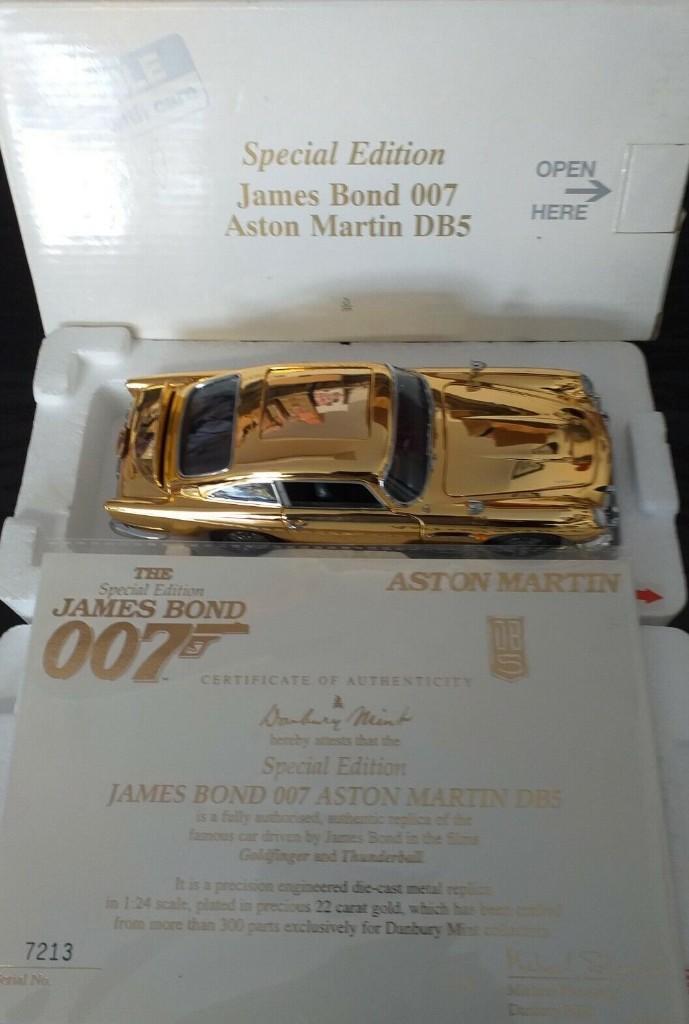 E
with care
Special Edition
James Bond 007
Aston Martin DB5
OPEN
HERE
THE
Special Edition
JAMES BOND
007
ASTON MARTIN
DB
5
CERTIFICATE OF AUTHENTICITY
Danbury Mint
hereby attests that the
Special Edition
JAMES BOND 007 ASTON MARTIN DB5
is a fully authorised, authentic replica of the
famous car driven by James Bond in the films
Goldfinger and Thunderball.
It is a precision engineered die-cast metal replica
in 1:24 scale, plated in precious 22 carat gold, which has been crafted
from more than 300 parts exclusively for Danbury Mint collectors.
7213
Serial No.